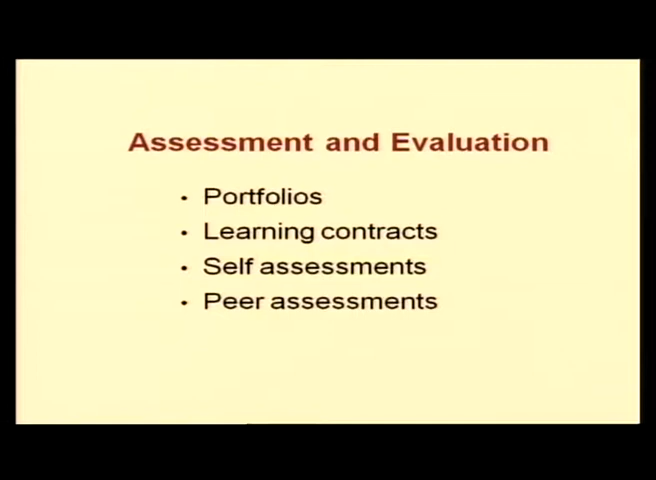 Assessment and Evaluation
• Portfolios
• Learning contracts
• Self assessments
• Peer assessments